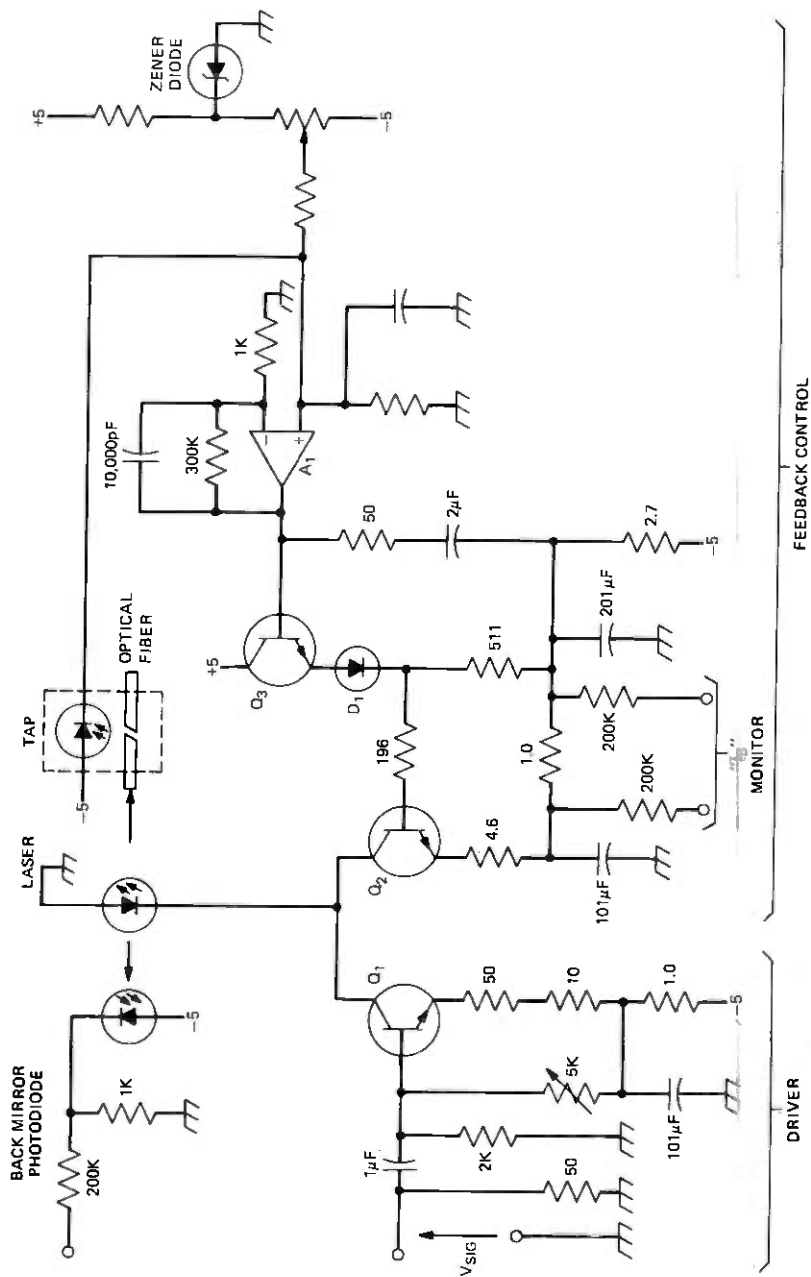 BACK MIRROR
PHOTODIODE
200K
1K
-5
LASER
TAP
-5
OPTICAL
FIBER
+5
ZENER
DIODE
-5
10,000pF
300K
1K
-
+
A1
+5
Q3
D1
50
2μF
196
511
Q2
4.6
1.0
201μF
2.7
-5
101μF
200K
200K
MONITOR
FEEDBACK CONTROL
Q1
VSIG
1μF
50
2K
5K
50
10
101μF
1.0
-5
DRIVER